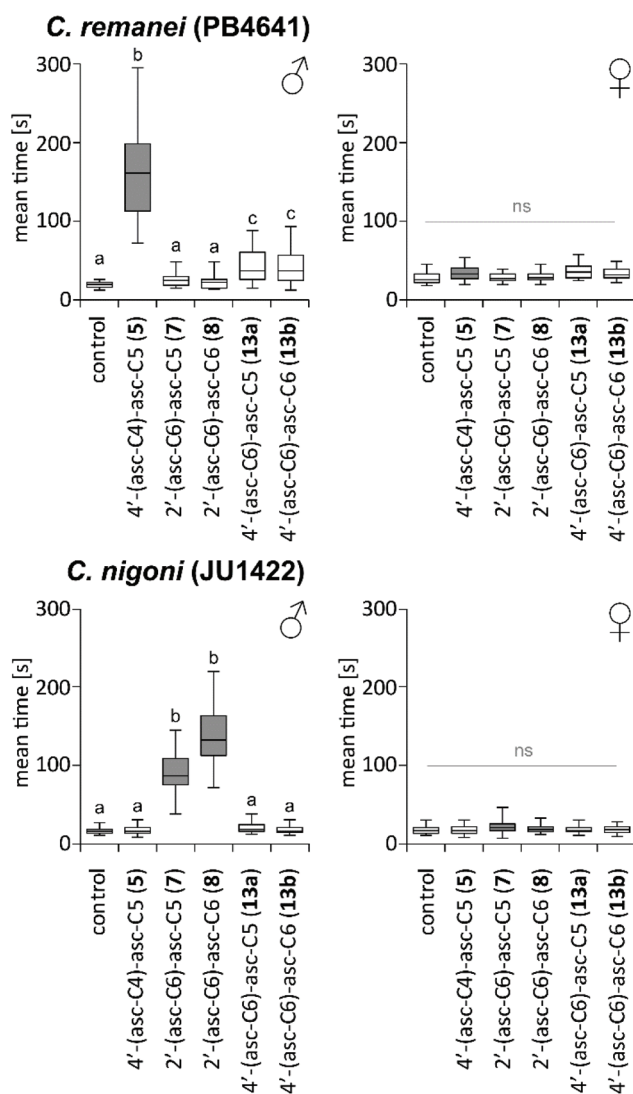 C. remanei (PB4641)
mean time [s]
300
200
100
0
a
b
a
a
c
c
♂
control
4′-(asc-C4)-asc-C5 (5)
2′-(asc-C6)-asc-C5 (7)
2′-(asc-C6)-asc-C6 (8)
4′-(asc-C6)-asc-C5 (13a)
4′-(asc-C6)-asc-C6 (13b)
mean time [s]
300
200
100
0
ns
♀
control
4′-(asc-C4)-asc-C5 (5)
2′-(asc-C6)-asc-C5 (7)
2′-(asc-C6)-asc-C6 (8)
4′-(asc-C6)-asc-C5 (13a)
4′-(asc-C6)-asc-C6 (13b)
C. nigoni (JU1422)
mean time [s]
300
200
100
0
a
a
b
b
a
a
♂
control
4′-(asc-C4)-asc-C5 (5)
2′-(asc-C6)-asc-C5 (7)
2′-(asc-C6)-asc-C6 (8)
4′-(asc-C6)-asc-C5 (13a)
4′-(asc-C6)-asc-C6 (13b)
mean time [s]
300
200
100
0
ns
♀
control
4′-(asc-C4)-asc-C5 (5)
2′-(asc-C6)-asc-C5 (7)
2′-(asc-C6)-asc-C6 (8)
4′-(asc-C6)-asc-C5 (13a)
4′-(asc-C6)-asc-C6 (13b)